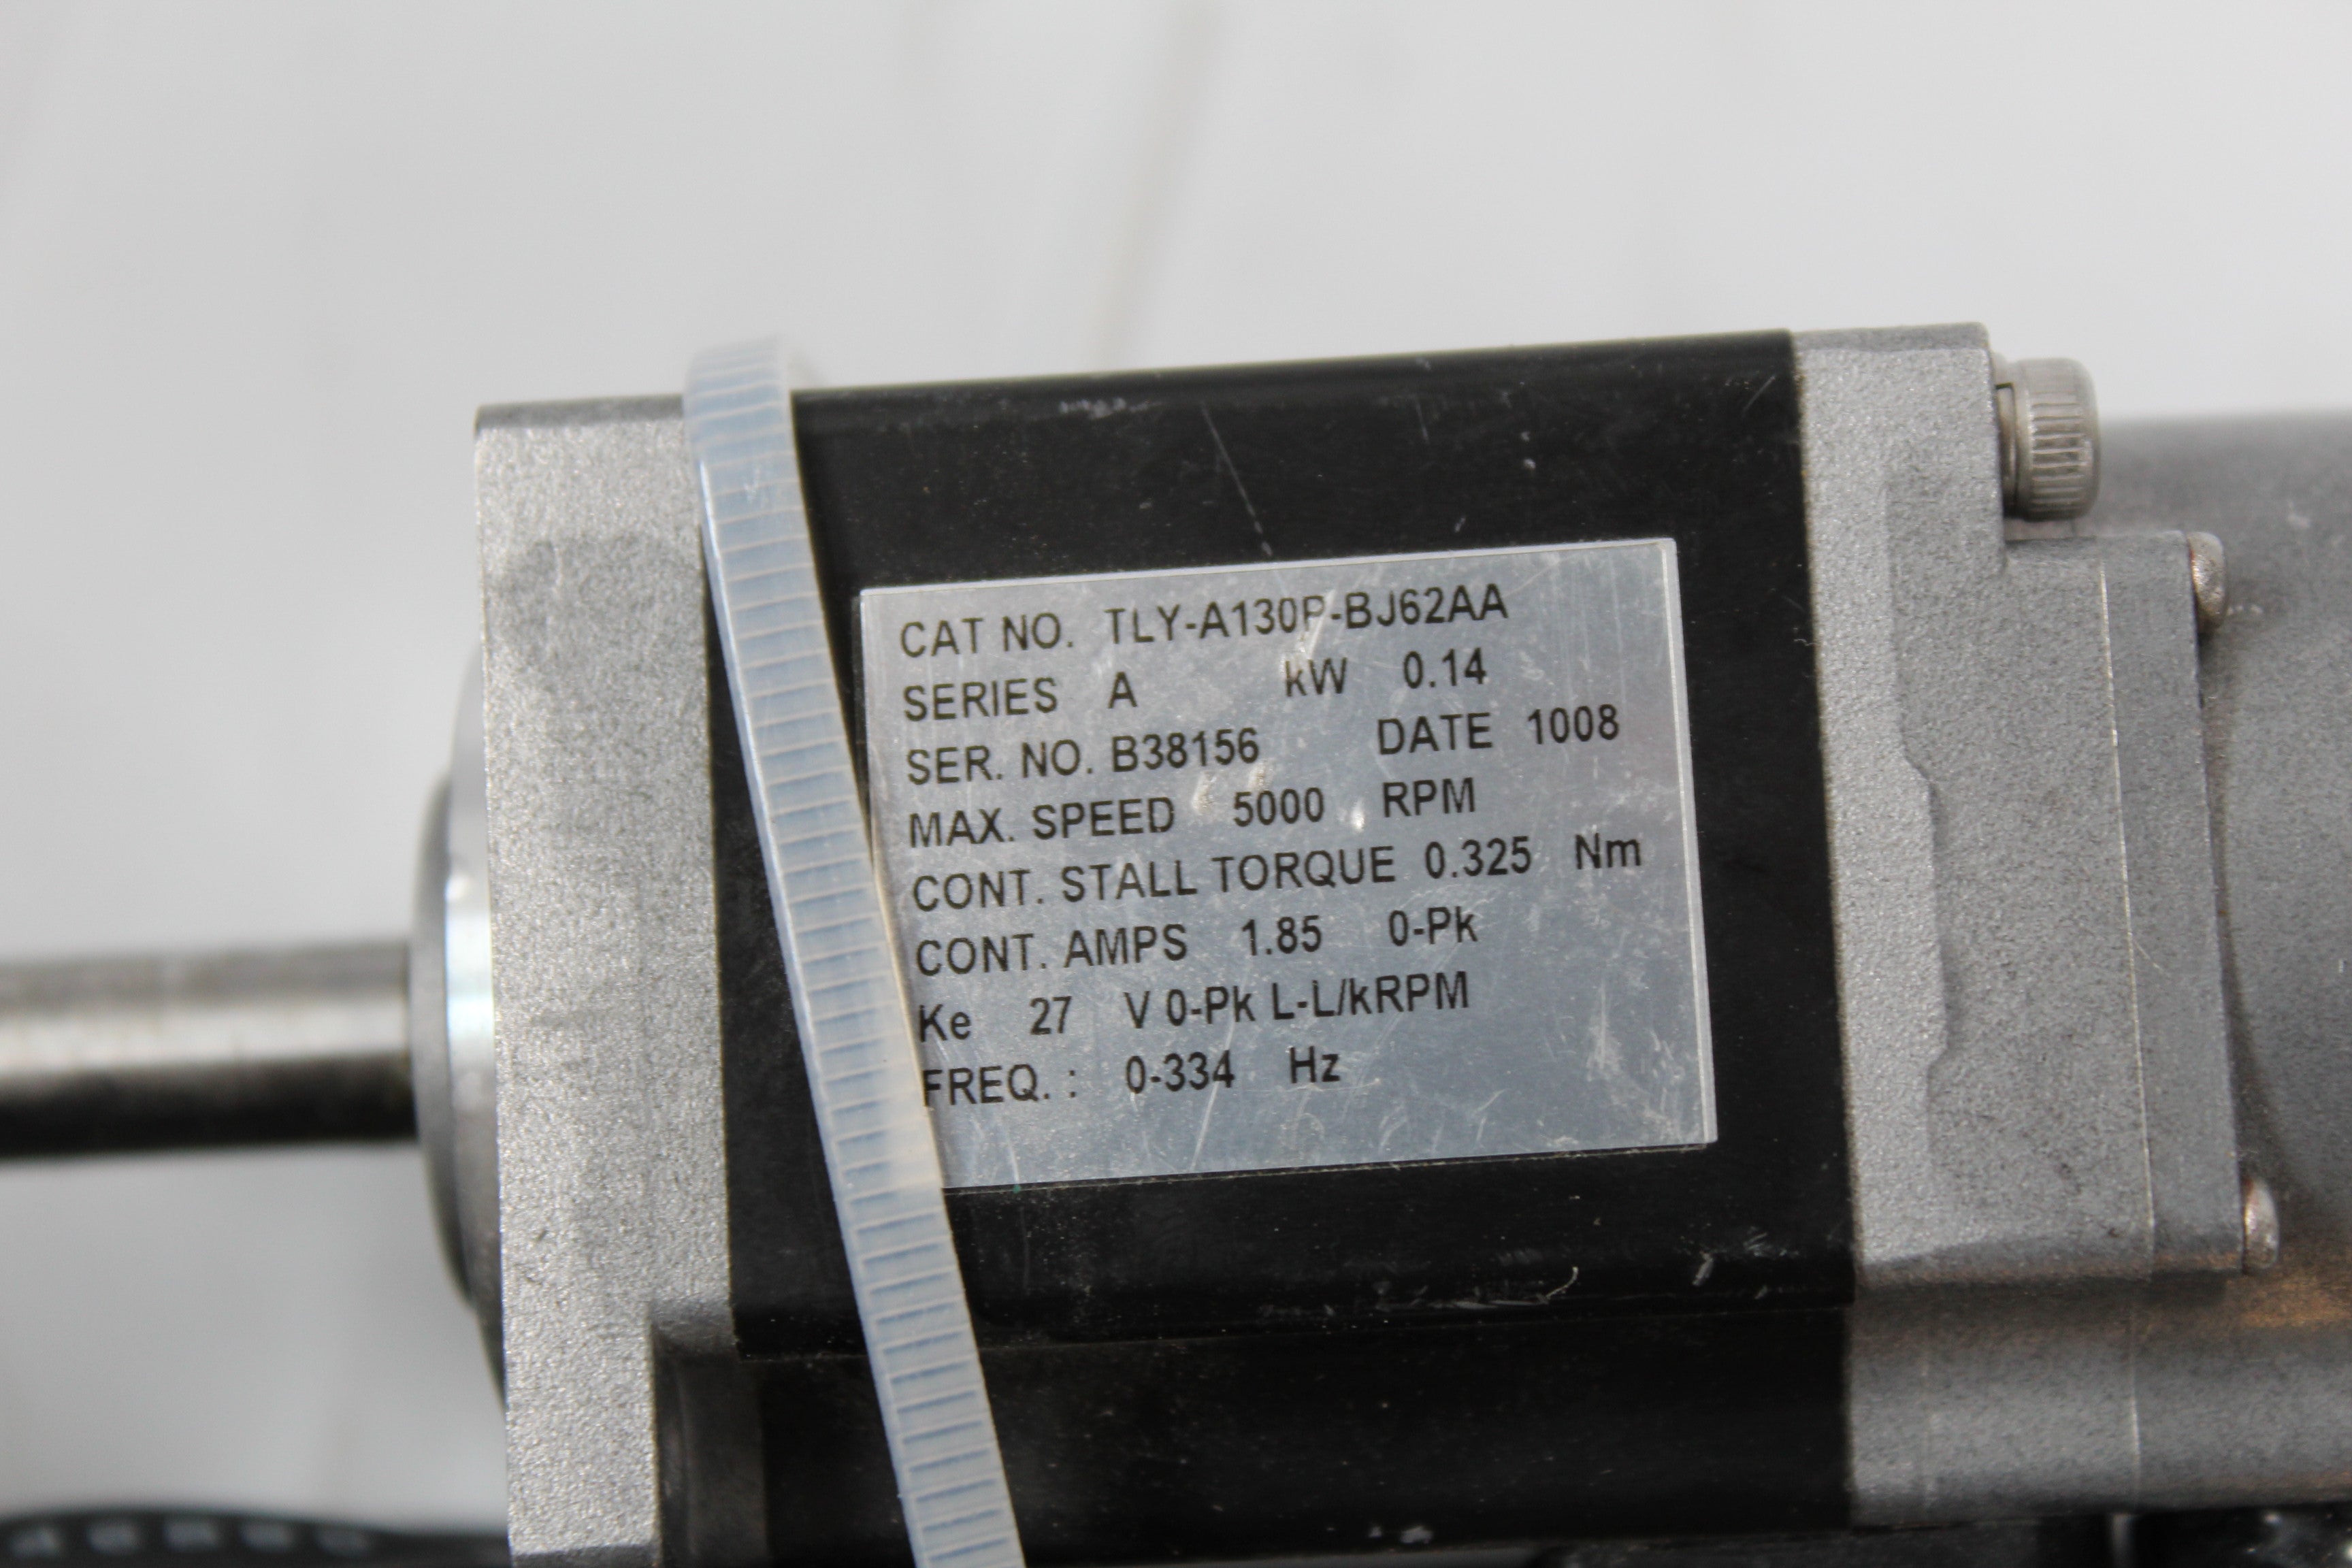 CAT NO. TLY-A130P-BJ62AA
SERIES A kW 0.14
SER. NO. B38156 DATE 1008
MAX. SPEED 5000 RPM
CONT. STALL TORQUE 0.325 Nm
CONT. AMPS 1.85 0-Pk
Ke 27 V 0-Pk L-L/kRPM
FREQ. : 0-334 Hz